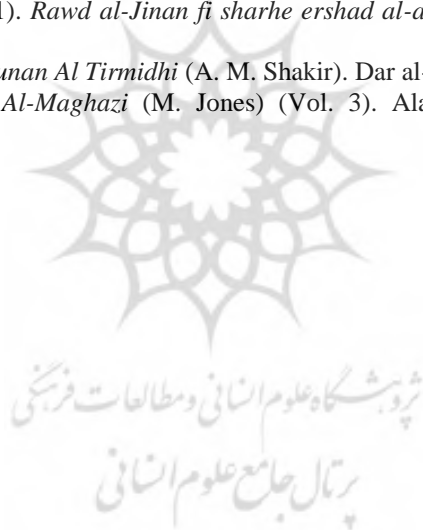 1). Rawd al-Jinan fi sharhe ershad al-a
unan Al Tirmidhi (A. M. Shakir). Dar al-
Al-Maghazi (M. Jones) (Vol. 3). Ala
پژوهشگاه علوم انسانی و مطالعات فرهنگی
پرتال جامع علوم انسانی